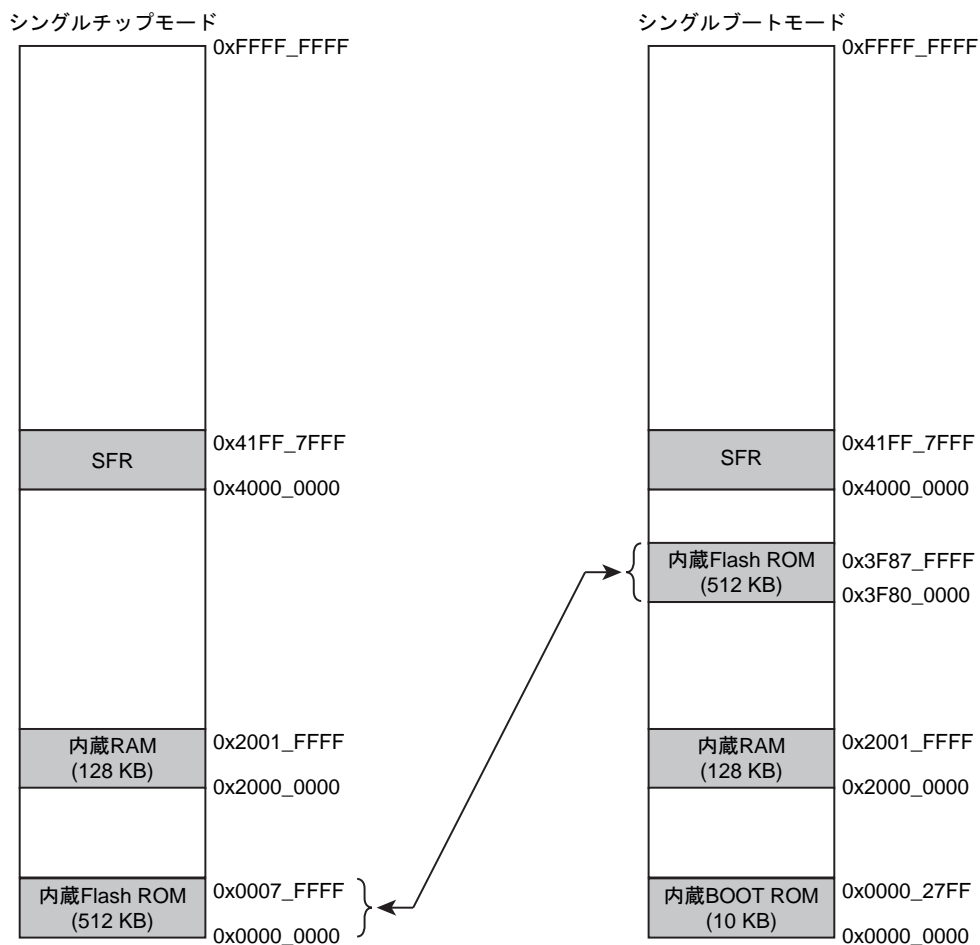 シングルチップモード
0xFFFF_FFFF
SFR
0x41FF_7FFF
0x4000_0000
内蔵RAM
(128 KB)
0x2001_FFFF
0x2000_0000
内蔵Flash ROM
(512 KB)
0x0007_FFFF
0x0000_0000
シングルブートモード
0xFFFF_FFFF
SFR
0x41FF_7FFF
0x4000_0000
内蔵Flash ROM
(512 KB)
0x3F87_FFFF
0x3F80_0000
内蔵RAM
(128 KB)
0x2001_FFFF
0x2000_0000
内蔵BOOT ROM
(10 KB)
0x0000_27FF
0x0000_0000